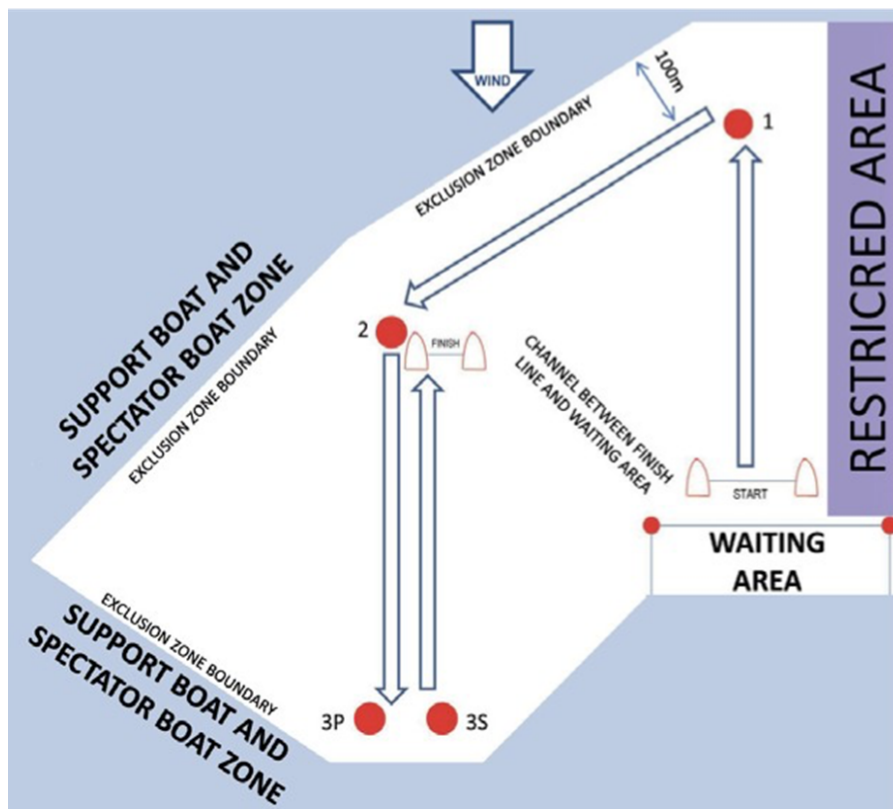 WIND
100m
1
EXCLUSION ZONE BOUNDARY
RESTRICRED AREA
SUPPORT BOAT AND
SPECTATOR BOAT ZONE
EXCLUSION ZONE BOUNDARY
2
FINISH
CHANNEL BETWEEN FINISH
LINE AND WAITING AREA
START
WAITING
AREA
EXCLUSION ZONE BOUNDARY
SUPPORT BOAT AND
SPECTATOR BOAT ZONE
3P
3S